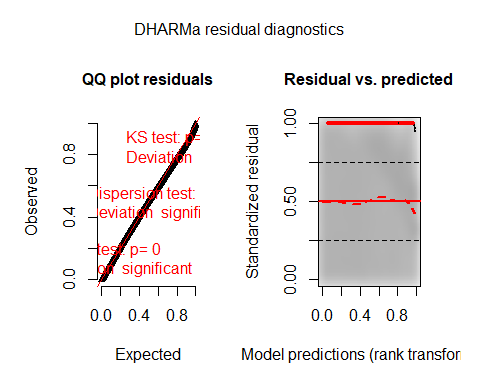 DHARMa residual diagnostics
QQ plot residuals
KS test: p=
Deviation
ispersion test:
eviation signifi
test: p= 0
significant
Observed
0.0 0.4 0.8
0.0 0.4 0.8
Expected
Residual vs. predicted
Standardized residual
0.00 0.50 1.00
0.0 0.4 0.8
Model predictions (rank transfor